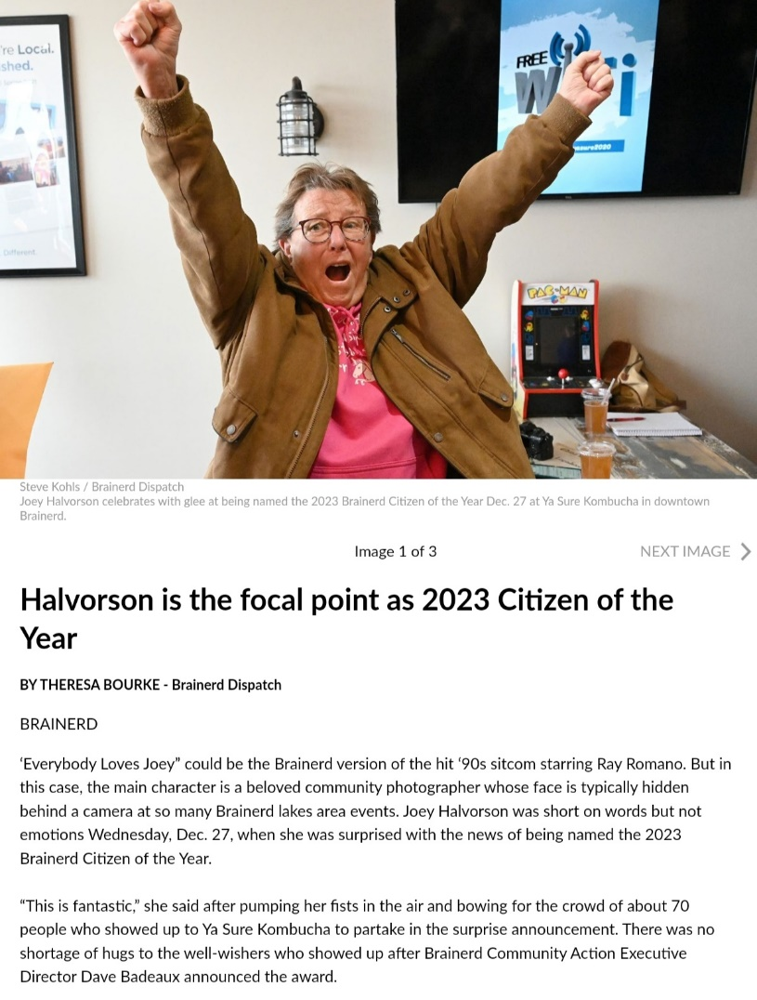 're Local.
shed.
Different.
FREE
WiFi
PAC-MAN
Steve Kohls / Brainerd Dispatch
Joey Halvorson celebrates with glee at being named the 2023 Brainerd Citizen of the Year Dec. 27 at Ya Sure Kombucha in downtown
Brainerd.
Image 1 of 3
NEXT IMAGE
Halvorson is the focal point as 2023 Citizen of the
Year
BY THERESA BOURKE - Brainerd Dispatch
BRAINERD
‘Everybody Loves Joey” could be the Brainerd version of the hit ‘90s sitcom starring Ray Romano. But in
this case, the main character is a beloved community photographer whose face is typically hidden
behind a camera at so many Brainerd lakes area events. Joey Halvorson was short on words but not
emotions Wednesday, Dec. 27, when she was surprised with the news of being named the 2023
Brainerd Citizen of the Year.
“This is fantastic,” she said after pumping her fists in the air and bowing for the crowd of about 70
people who showed up to Ya Sure Kombucha to partake in the surprise announcement. There was no
shortage of hugs to the well-wishers who showed up after Brainerd Community Action Executive
Director Dave Badeaux announced the award.